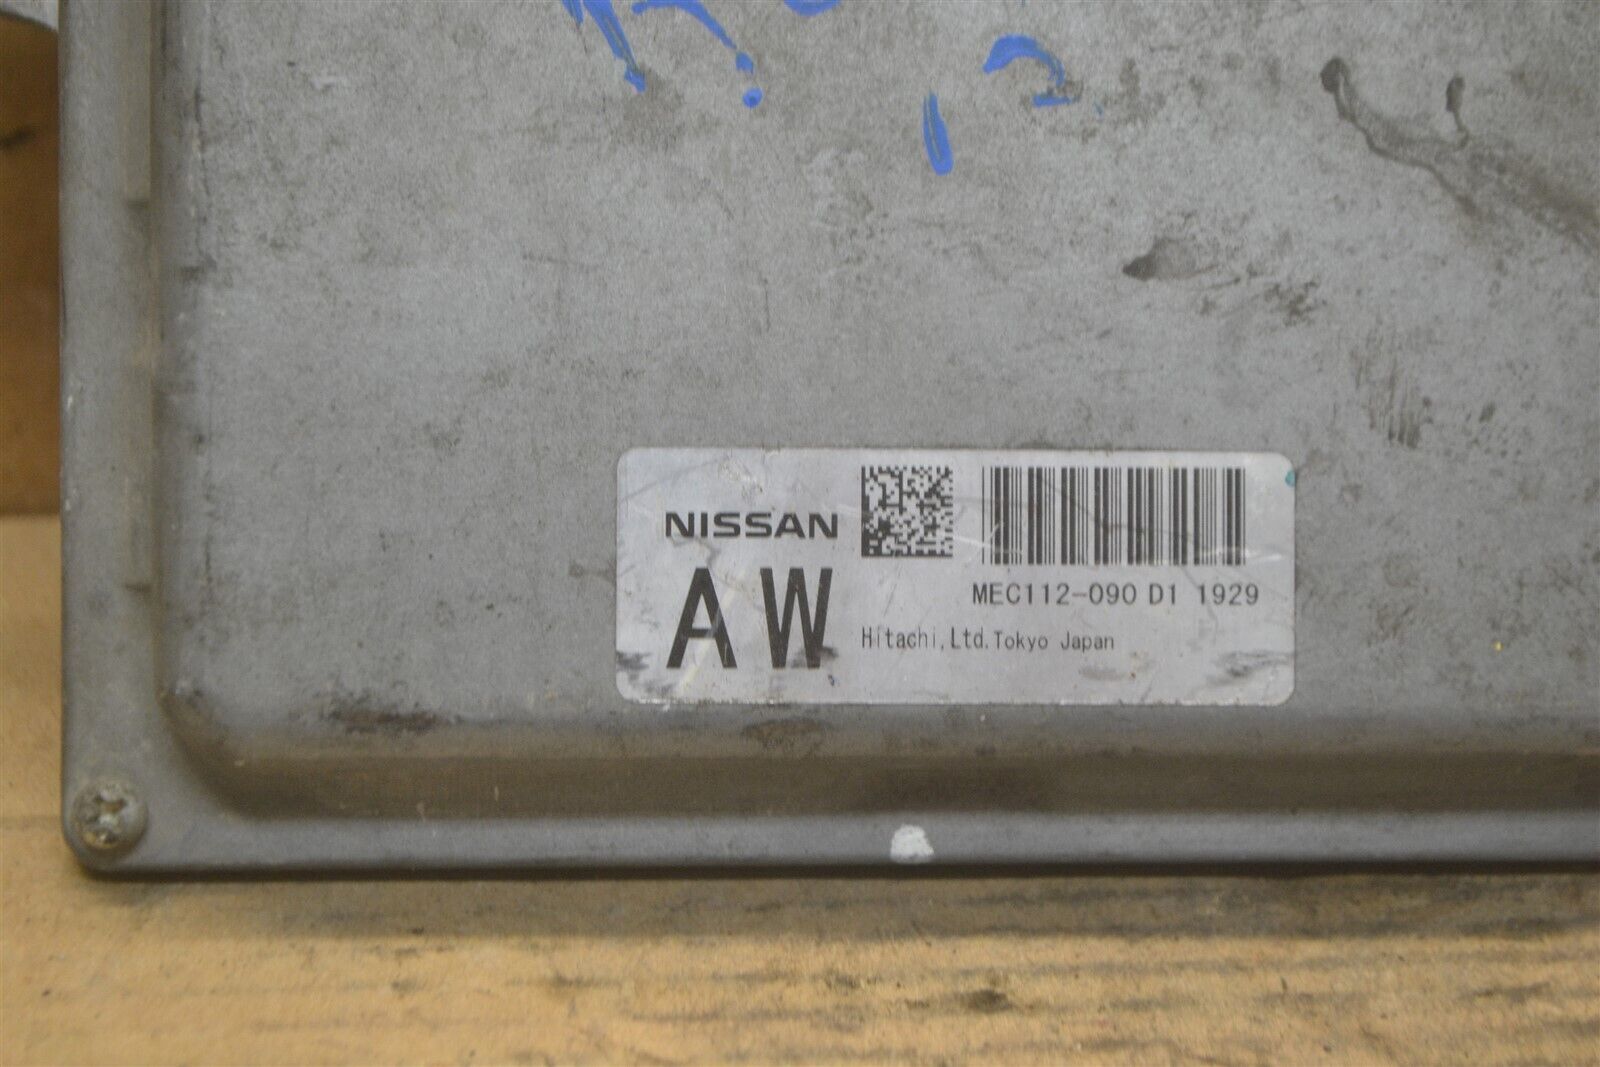 NISSAN
AW
MEC112-090 D1 1929
Hitachi,Ltd.Tokyo Japan